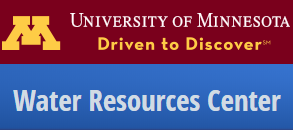 M
UNIVERSITY OF MINNESOTA
Driven to Discover℠
Water Resources Center